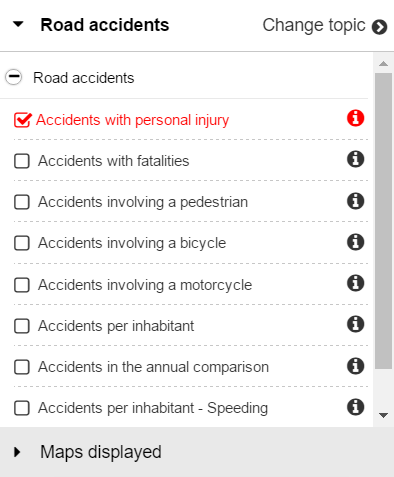 Road accidents Change topic
Road accidents
Accidents with personal injury
Accidents with fatalities
Accidents involving a pedestrian
Accidents involving a bicycle
Accidents involving a motorcycle
Accidents per inhabitant
Accidents in the annual comparison
Accidents per inhabitant - Speeding
Maps displayed